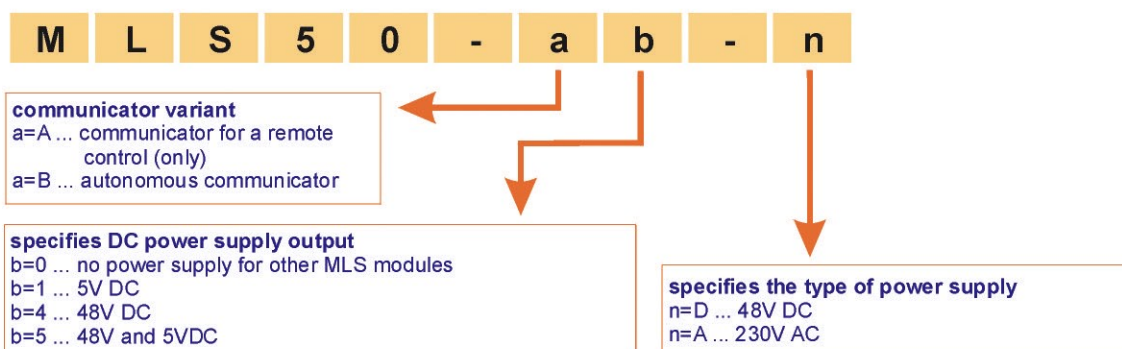 M L S 5 0 - a b - n
communicator variant
a=A ... communicator for a remote
control (only)
a=B ... autonomous communicator
specifies DC power supply output
b=0 ... no power supply for other MLS modules
b=1 ... 5V DC
b=4 ... 48V DC
b=5 ... 48V and 5VDC
specifies the type of power supply
n=D ... 48V DC
n=A ... 230V AC